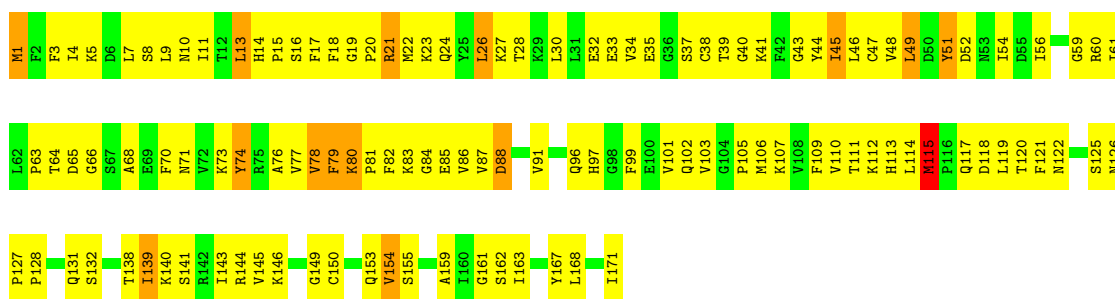 M1 F2 F3 I4 K5 D6 L7 S8 L9 N10 I11 T12 L13 H14 P15 S16 F17 F18 G19 P20 R21 M22 K23 Q24 Y25 L26 K27 T28 K29 L30 L31 E32 E33 V34 E35 G36 S37 C38 T39 G40 K41 F42 G43 Y44 I45 L46 C47 V48 L49 D50 Y51 D52 N53 I54 D55 I56 G59 R60 I61
L62 P63 T64 D65 G66 S67 A68 E69 F70 N71 V72 K73 Y74 R75 A76 V77 V78 F79 K80 P81 F82 K83 G84 E85 V86 V87 D88 V91 Q96 H97 G98 F99 E100 V101 Q102 V103 G104 P105 M106 K107 V108 F109 V110 T111 K112 H113 L114 M115 P116 Q117 D118 L119 T120 F121 N122 S125 N126
P127 P128 Q131 S132 T138 I139 K140 S141 R142 I143 R144 V145 K146 G149 C150 Q153 V154 S155 A159 I160 G161 S162 I163 Y167 L168 I171